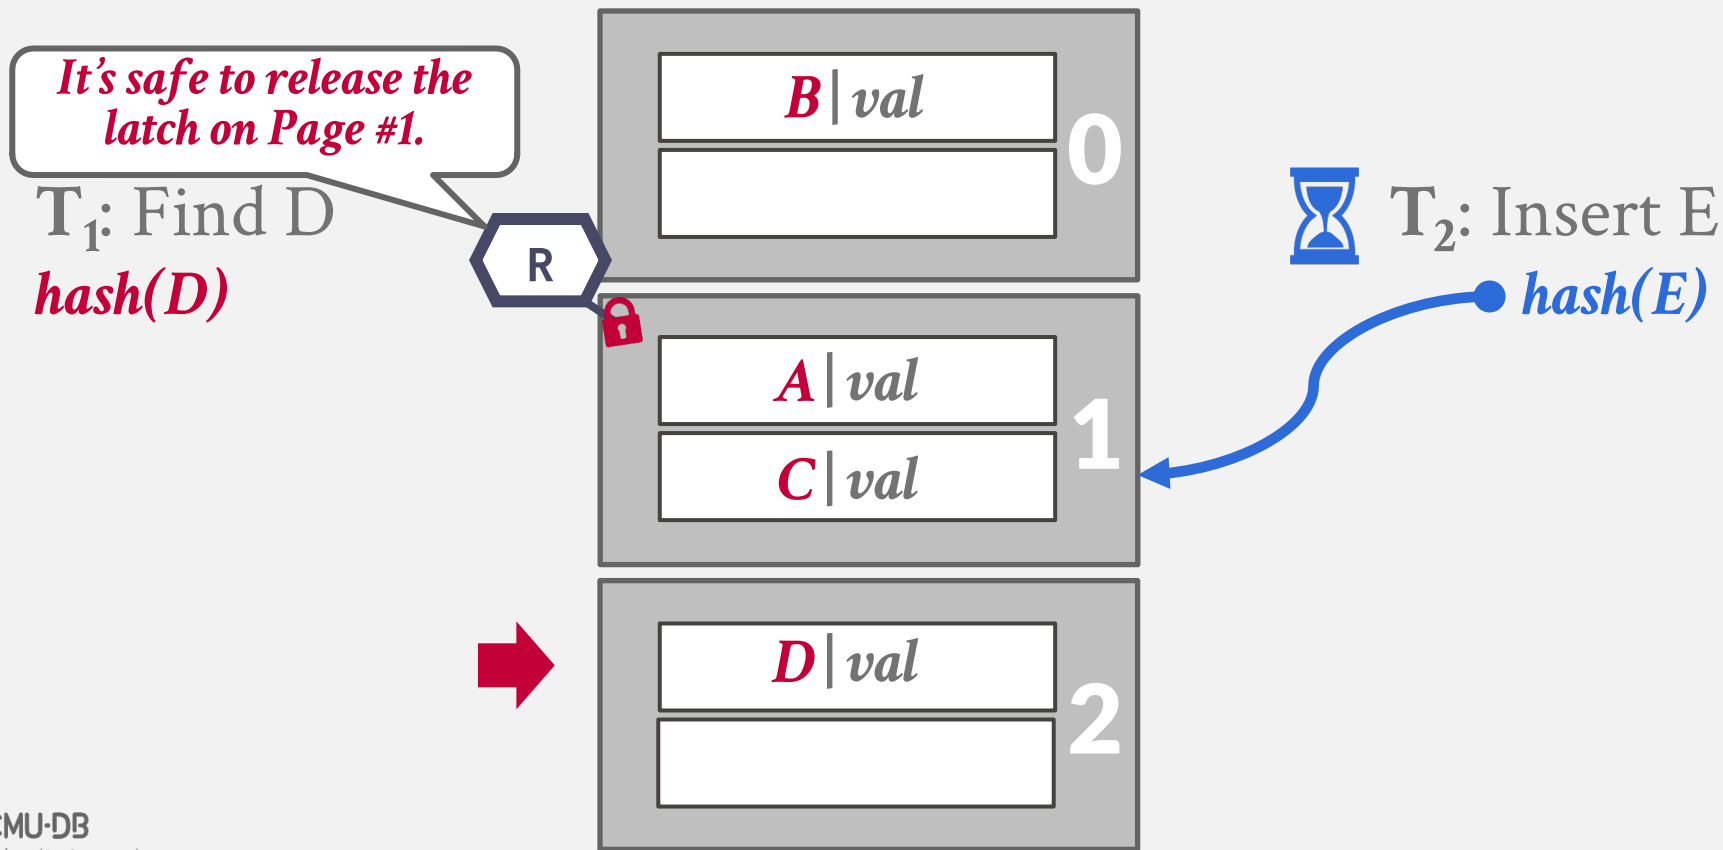 It's safe to release the
latch on Page #1.
T1: Find D
hash(D)
R
B|val
0
A|val
C|val
1
D|val
2
T2: Insert E
hash(E)
CMU·DB